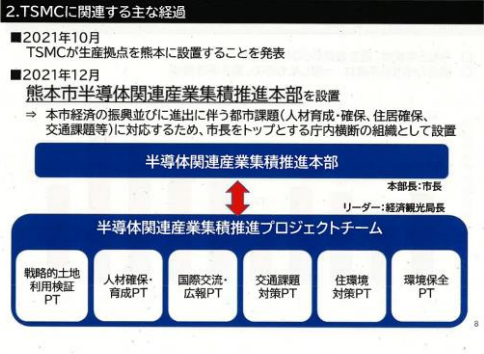 2.TSMCに関連する主な経過
■2021年10月
TSMCが生産拠点を熊本に設置することを発表
■2021年12月
熊本市半導体関連産業集積推進本部を設置
⇒ 本市経済の振興並びに進出に伴う都市課題(人材育成・確保、住居確保、
交通課題等)に対応するため、市長をトップとする庁内横断の組織として設置
半導体関連産業集積推進本部
本部長:市長
リーダー:経済観光局長
半導体関連産業集積推進プロジェクトチーム
戦略的土地
利用検証
PT
人材確保・
育成PT
国際交流・
広報PT
交通課題
対策PT
住環境
対策PT
環境保全
PT
8